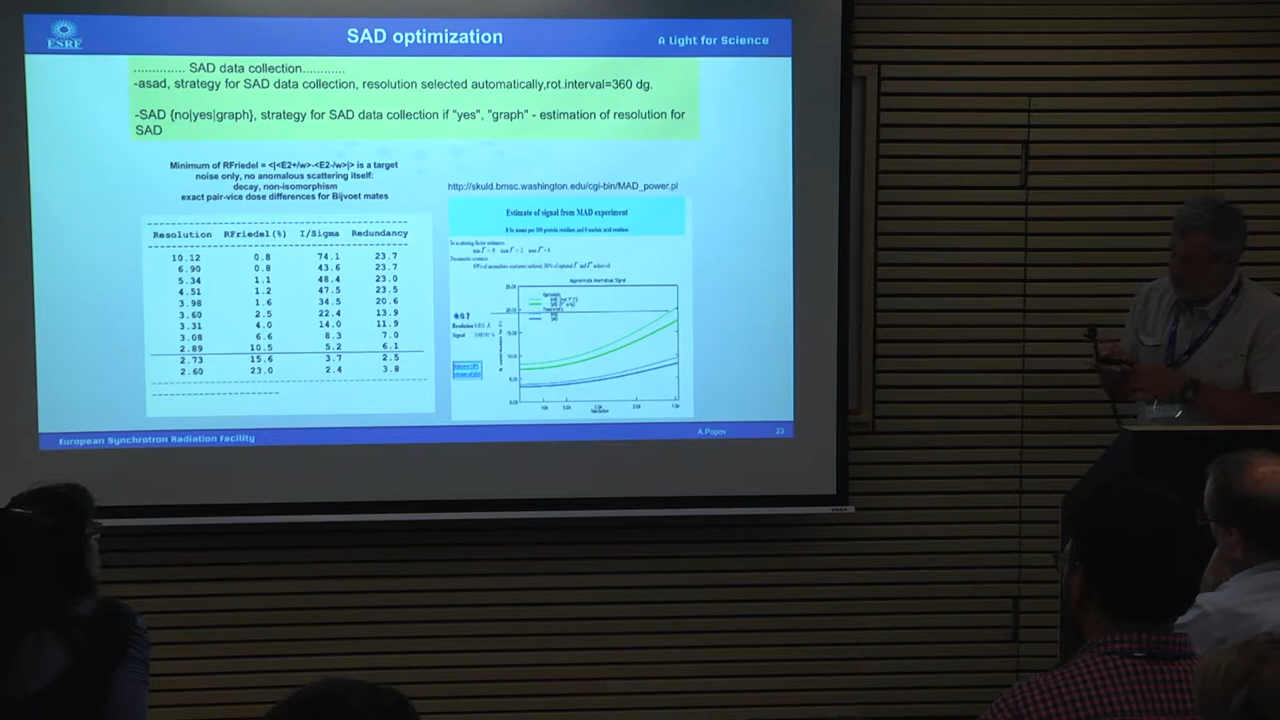 ESRF
SAD optimization
A Light for Science
.............. SAD data collection............
-asad, strategy for SAD data collection, resolution selected automatically,rot.interval=360 dg.
-SAD {no|yes|graph}, strategy for SAD data collection if "yes", "graph" - estimation of resolution for
SAD
Minimum of RFriedel = <|<E2+/w>-<E2-/w>|> is a target
noise only, no anomalous scattering itself:
decay, non-isomorphism
exact pair-vice dose differences for Bijvoet mates
http://skuld.bmsc.washington.edu/cgi-bin/MAD_power.pl
Resolution RFriedel(%) I/Sigma Redundancy
10.12 0.8 74.1 23.7
6.90 0.8 43.6 23.7
5.34 1.1 48.4 23.0
4.51 1.2 47.5 23.5
3.98 1.6 34.5 20.6
3.60 2.5 22.4 13.9
3.31 4.0 14.0 11.9
3.08 6.6 8.3 7.0
2.89 10.5 5.2 6.1
2.73 15.6 3.7 2.5
2.60 23.0 2.4 3.8
Estimate of signal from MAD experiment
European Synchrotron Radiation Facility
A.Popov
23